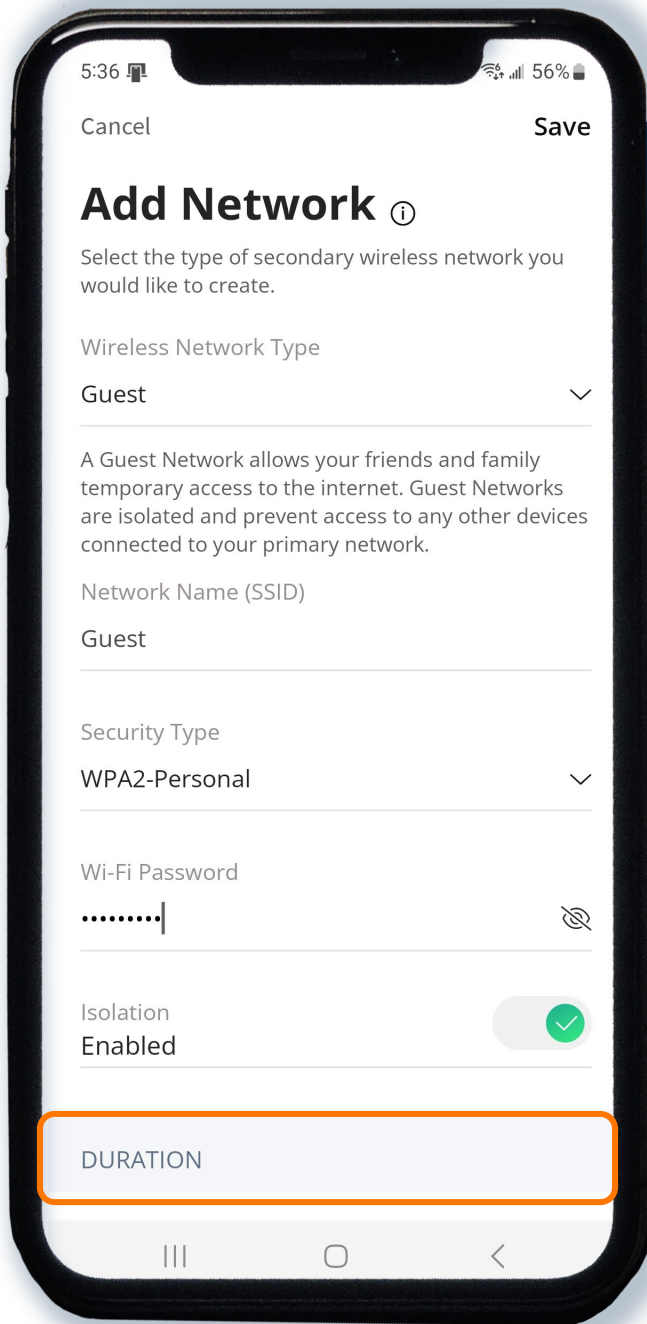 5:36 56%
Cancel Save
Add Network
Select the type of secondary wireless network you
would like to create.
Wireless Network Type
Guest
A Guest Network allows your friends and family
temporary access to the internet. Guest Networks
are isolated and prevent access to any other devices
connected to your primary network.
Network Name (SSID)
Guest
Security Type
WPA2-Personal
Wi-Fi Password
•••••••••
Isolation
Enabled
DURATION